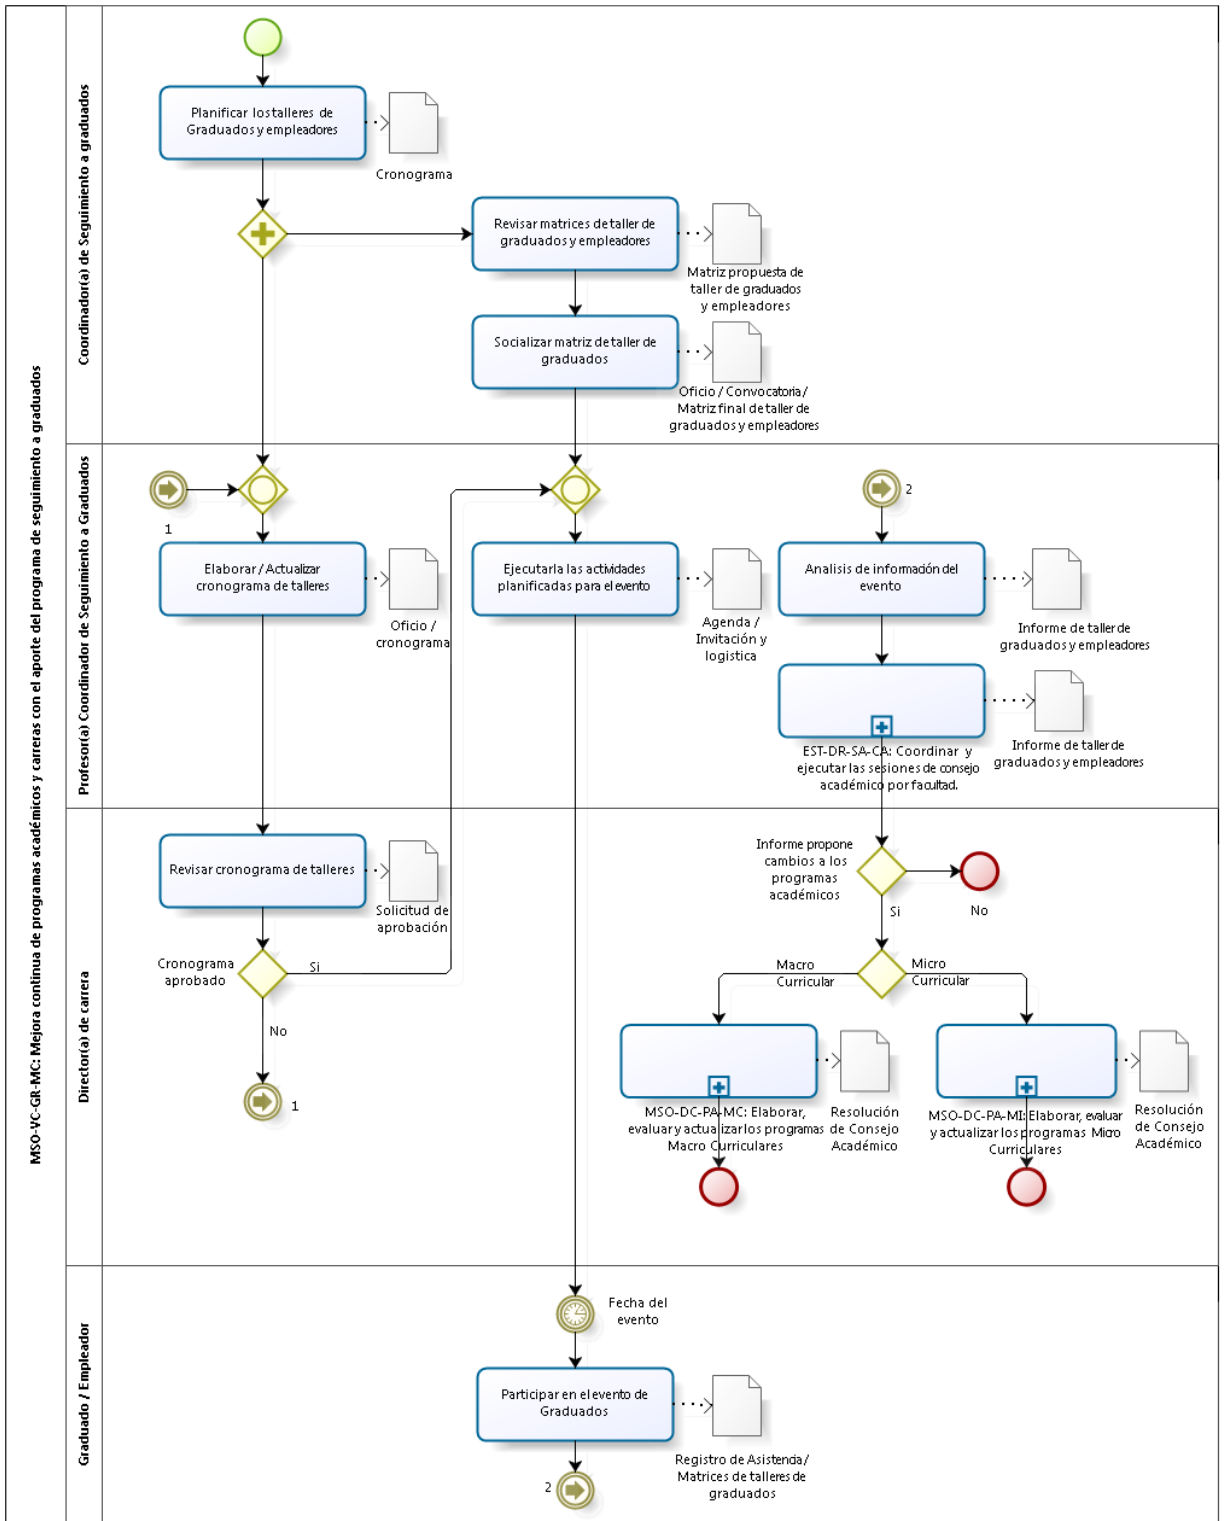 MSO-VC-GR-MC: Mejora continua de programas académicos y carreras con el aporte del programa de seguimiento a graduados
Coordinador(a) de Seguimiento a graduados
Planificar los talleres de
Graduados y empleadores
Cronograma
Revisar matrices de taller de
graduados y empleadores
Matriz propuesta de
taller de graduados
y empleadores
Socializar matriz de taller de
graduados
Oficio / Convocatoria/
Matriz final de taller de
graduados y empleadores
Profesor(a) Coordinador de Seguimiento a Graduados
1
2
Elaborar / Actualizar
cronograma de talleres
Oficio /
cronograma
Ejecutarla las actividades
planificadas para el evento
Agenda /
Invitación y
logistica
Analisis de información del
evento
Informe de taller de
graduados y empleadores
EST-DR-SA-CA: Coordinar y
ejecutar las sesiones de consejo
académico por facultad.
Informe de taller de
graduados y empleadores
Director(a) de carrera
Revisar cronograma de talleres
Solicitud de
aprobación
Cronograma
aprobado
Si
No
1
Informe propone
cambios a los
programas
académicos
Si
No
Macro
Curricular
Micro
Curricular
MSO-DC-PA-MC: Elaborar,
evaluar y actualizar los programas
Macro Curriculares
Resolución
de Consejo
Académico
MSO-DC-PA-MI: Elaborar, evaluar
y actualizar los programas Micro
Curriculares
Resolución
de Consejo
Académico
Graduado / Empleador
Fecha del
evento
Participar en el evento de
Graduados
Registro de Asistencia/
Matrices de talleres de
graduados
2